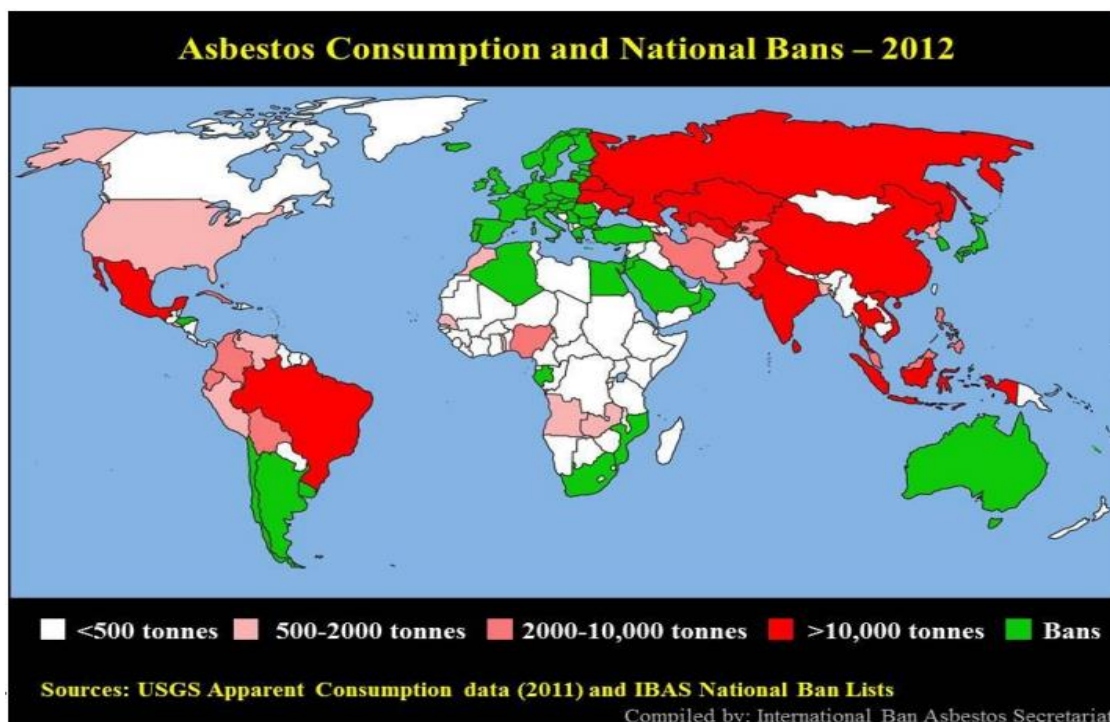 Asbestos Consumption and National Bans – 2012
<500 tonnes 500-2000 tonnes 2000-10,000 tonnes >10,000 tonnes Bans
Sources: USGS Apparent Consumption data (2011) and IBAS National Ban Lists
Compiled by: International Ban Asbestos Secretariat